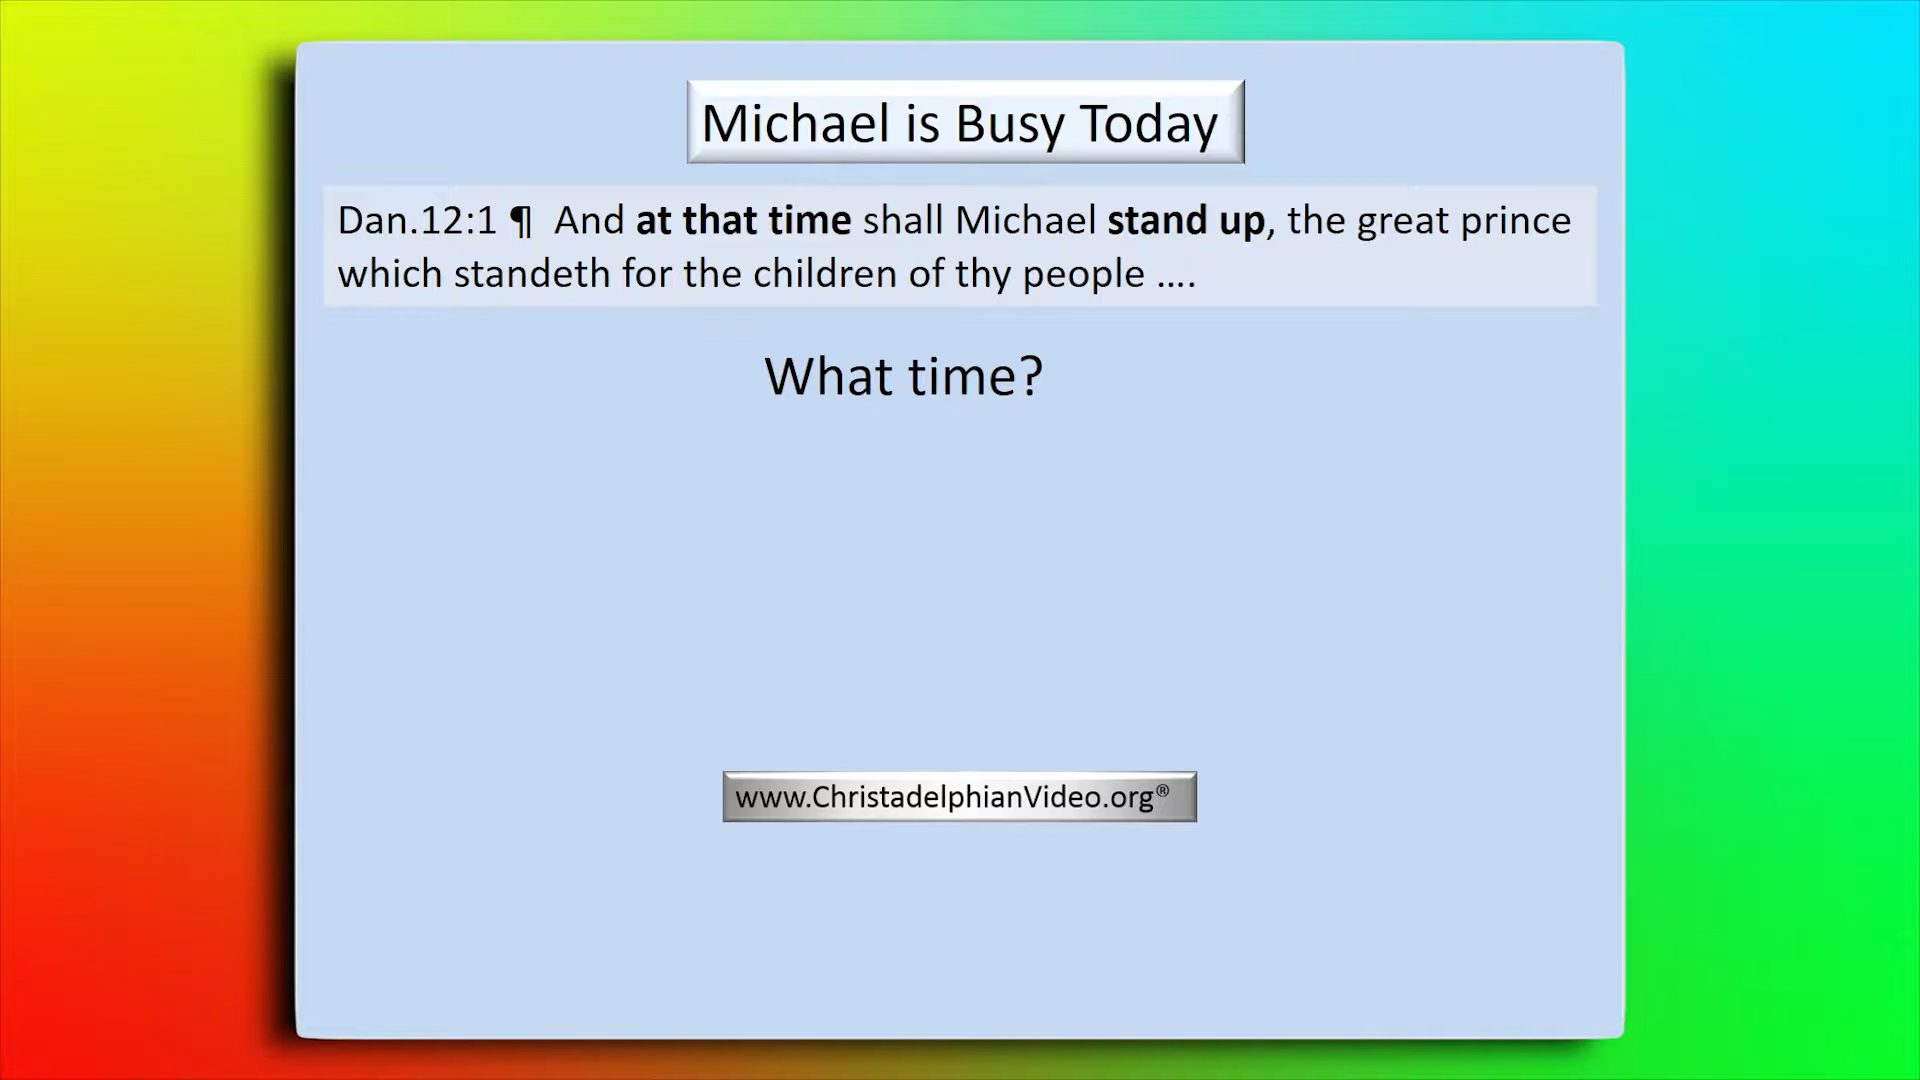 Michael is Busy Today
Dan.12:1 ¶  And at that time shall Michael stand up, the great prince
which standeth for the children of thy people ....
What time?
www.ChristadelphianVideo.org®